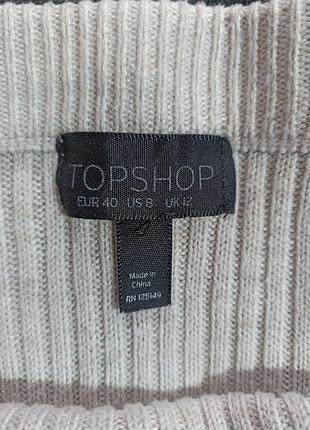 TOPSHOP
EUR 40 US 8 UK 12
Made in
China
RN 125149